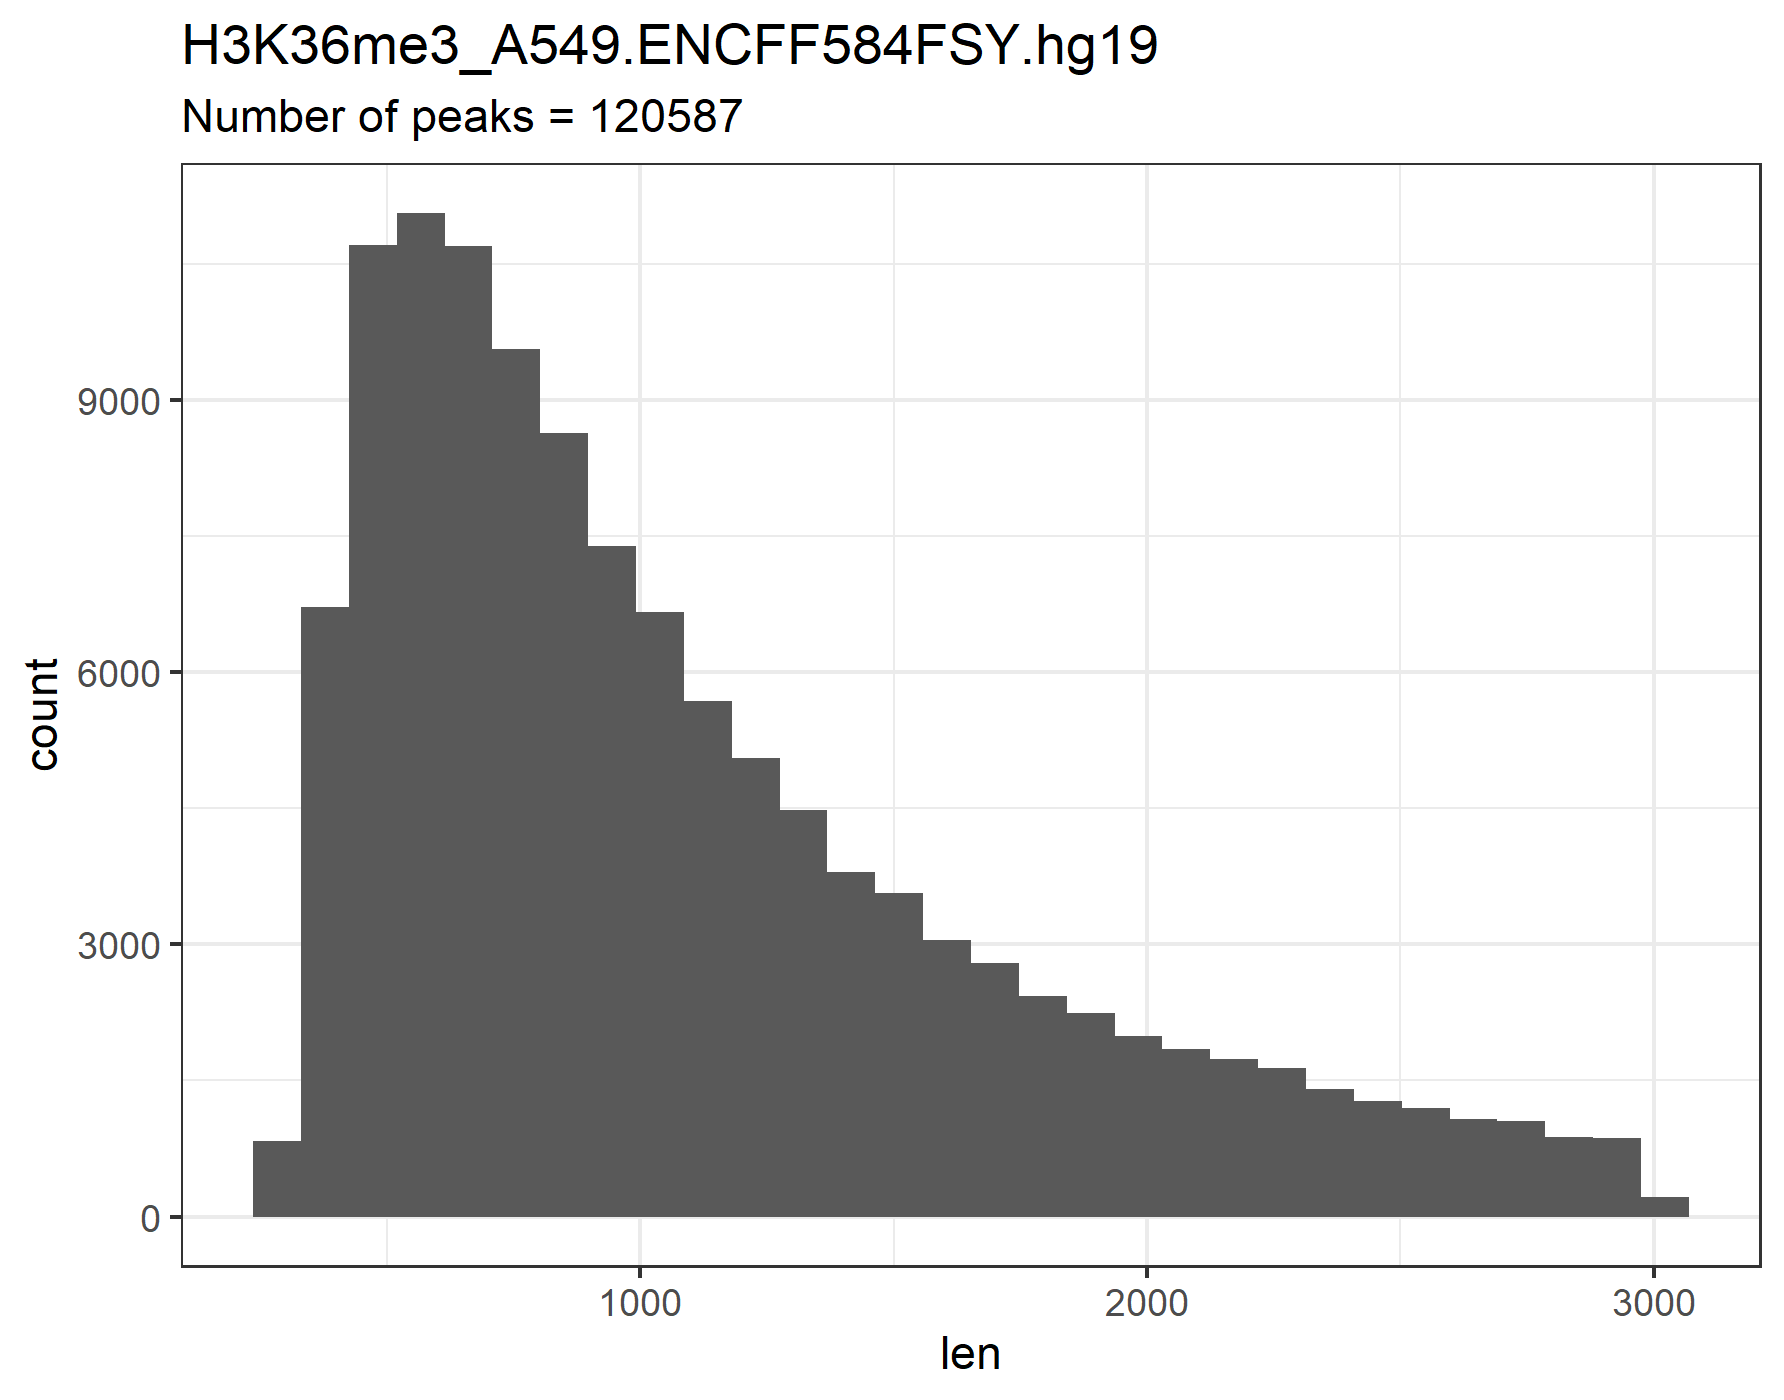 H3K36me3_A549.ENCFF584FSY.hg19
Number of peaks = 120587
9000
6000
3000
0
count
1000 2000 3000
len